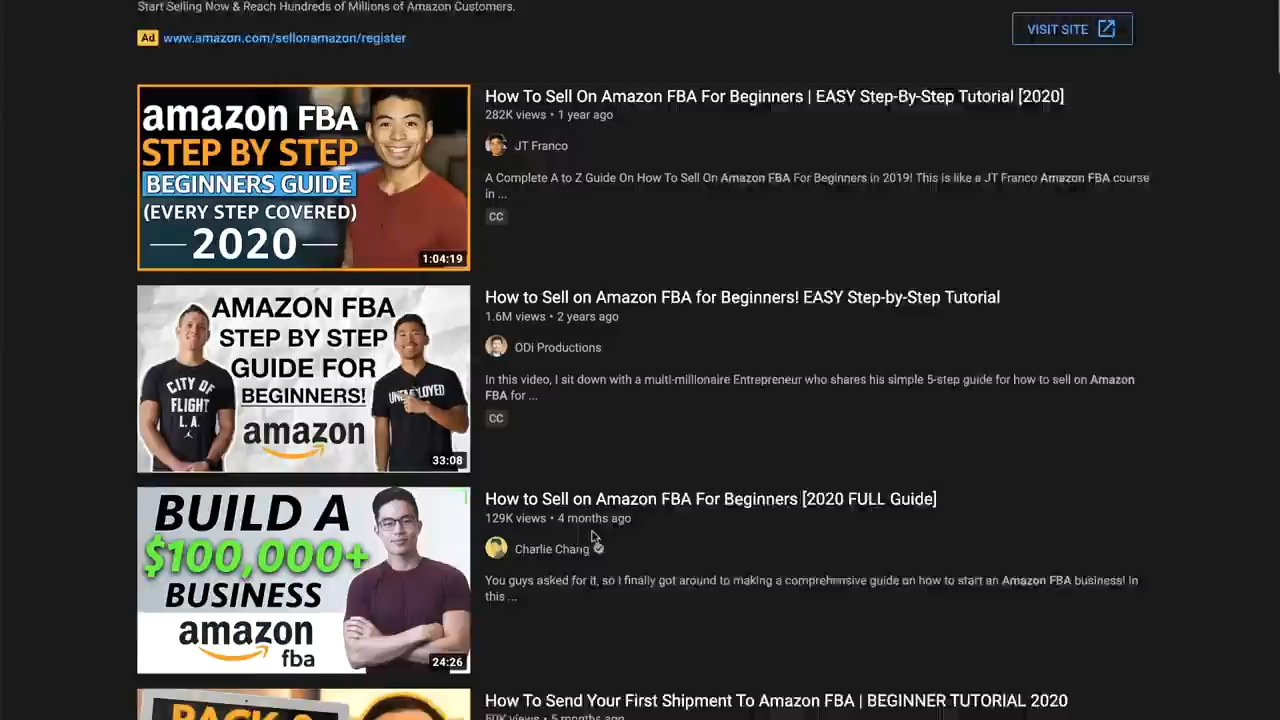 Start Selling Now & Reach Hundreds of Millions of Amazon Customers.
Ad www.amazon.com/sellonamazon/register
VISIT SITE
amazon FBA
STEP BY STEP
BEGINNERS GUIDE
(EVERY STEP COVERED)
2020
1:04:19
How To Sell On Amazon FBA For Beginners | EASY Step-By-Step Tutorial [2020]
282K views • 1 year ago
JT Franco
A Complete A to Z Guide On How To Sell On Amazon FBA For Beginners in 2019! This is like a JT Franco Amazon FBA course
in ...
CC
AMAZON FBA
STEP BY STEP
GUIDE FOR
BEGINNERS!
amazon
CITY OF
FLIGHT
L.A.
UNEMPLOYED
33:08
How to Sell on Amazon FBA for Beginners! EASY Step-by-Step Tutorial
1.6M views • 2 years ago
ODi Productions
In this video, I sit down with a multi-millionaire Entrepreneur who shares his simple 5-step guide for how to sell on Amazon
FBA for ...
CC
BUILD A
$100,000+
BUSINESS
amazon
fba
24:26
How to Sell on Amazon FBA For Beginners [2020 FULL Guide]
129K views • 4 months ago
Charlie Chang
You guys asked for it, so I finally got around to making a comprehensive guide on how to start an Amazon FBA business! In
this ...
How To Send Your First Shipment To Amazon FBA | BEGINNER TUTORIAL 2020
50K views • 5 months ago